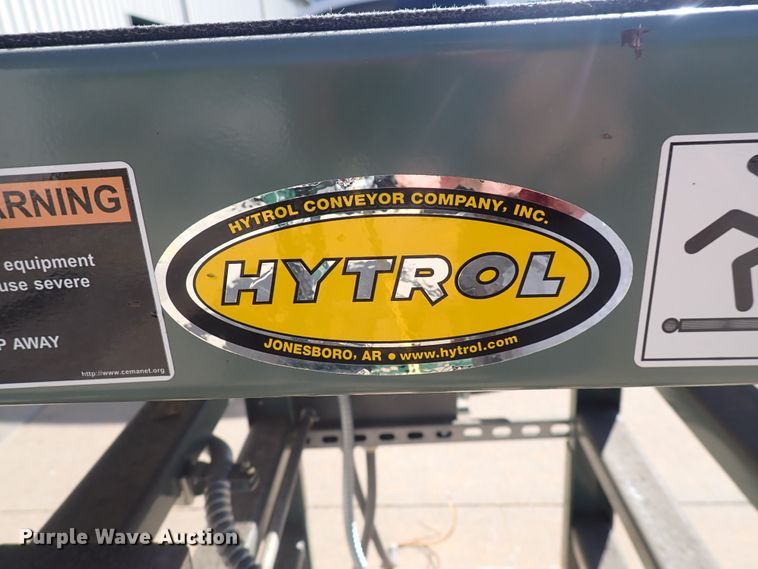 ARNING
equipment
use severe
P AWAY
http://www.cemanet.org
HYTROL CONVEYOR COMPANY, INC.
HYTROL
JONESBORO, AR • www.hytrol.com
Purple Wave Auction